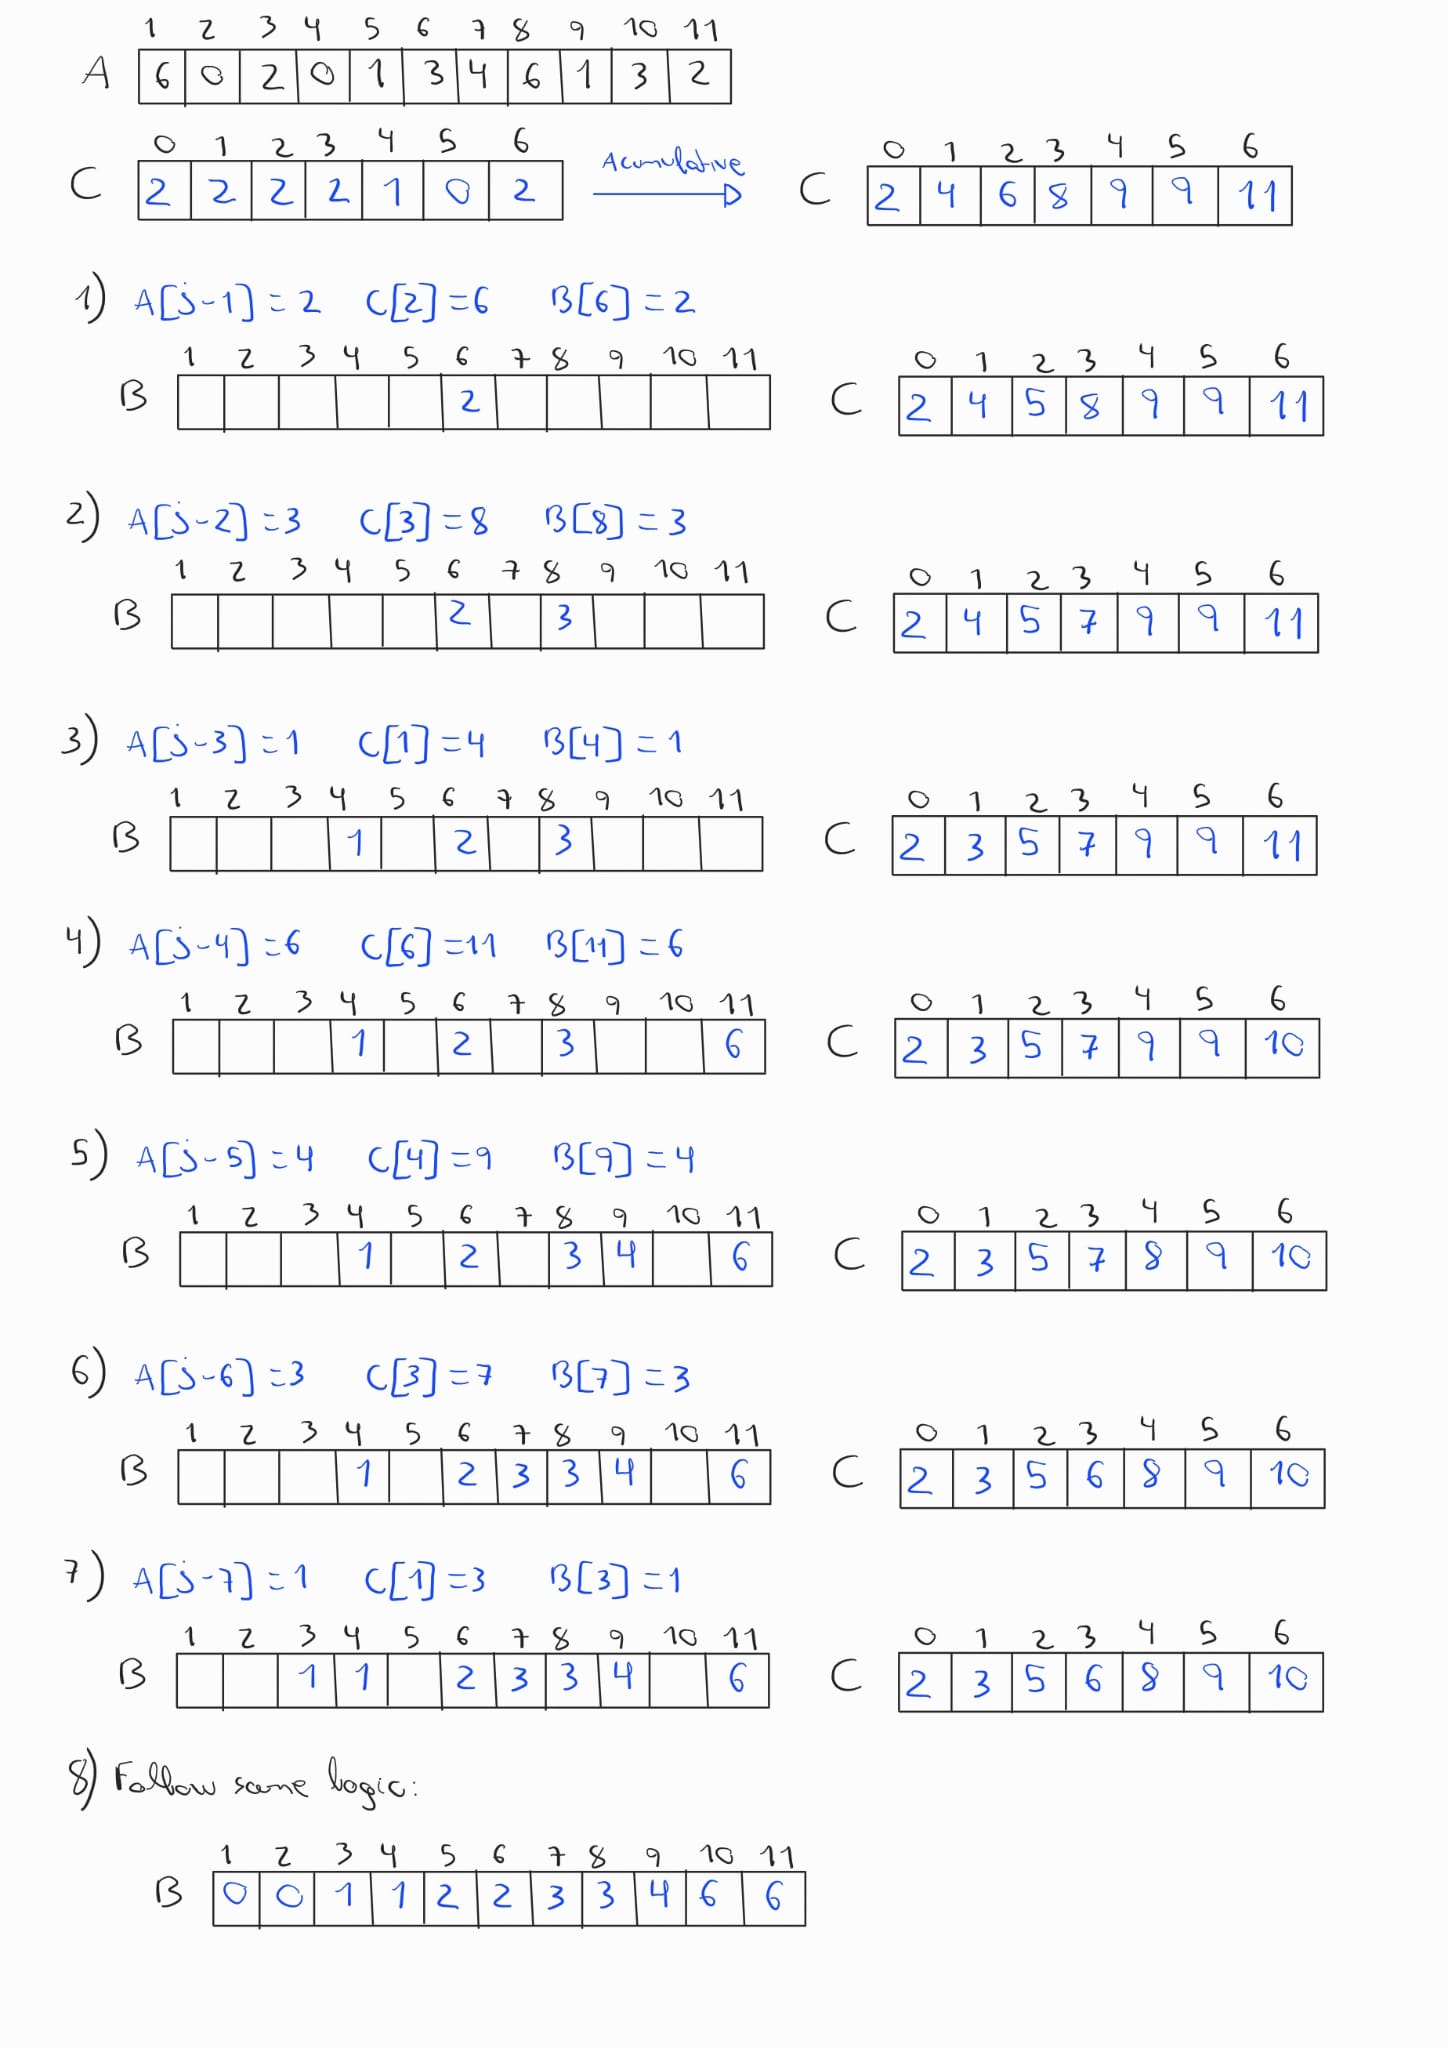 1 2 3 4 5 6 7 8 9 10 11
A 6 0 2 0 1 3 4 6 1 3 2
0 1 2 3 4 5 6 Acumulative 0 1 2 3 4 5 6
C 2 2 2 2 1 0 2 C 2 4 6 8 9 9 11
1) A[j-1]=2 C[2]=6 B[6]=2
1 2 3 4 5 6 7 8 9 10 11 0 1 2 3 4 5 6
B 2 C 2 4 5 8 9 9 11
2) A[j-2]=3 C[3]=8 B[8]=3
1 2 3 4 5 6 7 8 9 10 11 0 1 2 3 4 5 6
B 2 3 C 2 4 5 7 9 9 11
3) A[j-3]=1 C[1]=4 B[4]=1
1 2 3 4 5 6 7 8 9 10 11 0 1 2 3 4 5 6
B 1 2 3 C 2 3 5 7 9 9 11
4) A[j-4]=6 C[6]=11 B[11]=6
1 2 3 4 5 6 7 8 9 10 11 0 1 2 3 4 5 6
B 1 2 3 6 C 2 3 5 7 9 9 10
5) A[j-5]=4 C[4]=9 B[9]=4
1 2 3 4 5 6 7 8 9 10 11 0 1 2 3 4 5 6
B 1 2 3 4 6 C 2 3 5 7 8 9 10
6) A[j-6]=3 C[3]=7 B[7]=3
1 2 3 4 5 6 7 8 9 10 11 0 1 2 3 4 5 6
B 1 2 3 3 4 6 C 2 3 5 6 8 9 10
7) A[j-7]=1 C[1]=3 B[3]=1
1 2 3 4 5 6 7 8 9 10 11 0 1 2 3 4 5 6
B 1 1 2 3 3 4 6 C 2 3 5 6 8 9 10
8) Follow same logic:
1 2 3 4 5 6 7 8 9 10 11
B 0 0 1 1 2 2 3 3 4 6 6